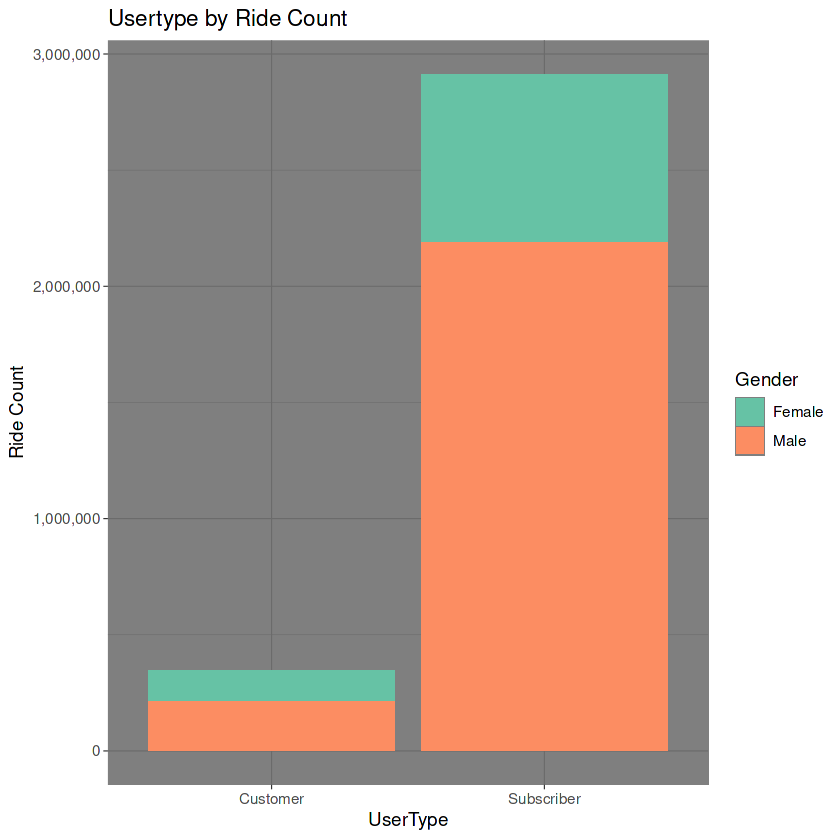 Usertype by Ride Count
3,000,000
2,000,000
1,000,000
0
Ride Count
Customer
Subscriber
UserType
Gender
Female
Male